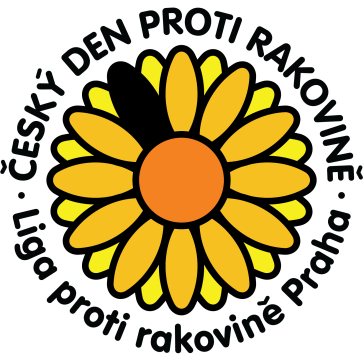 ČESKÝ DEN PROTI RAKOVINĚ
· Liga proti rakovině Praha ·